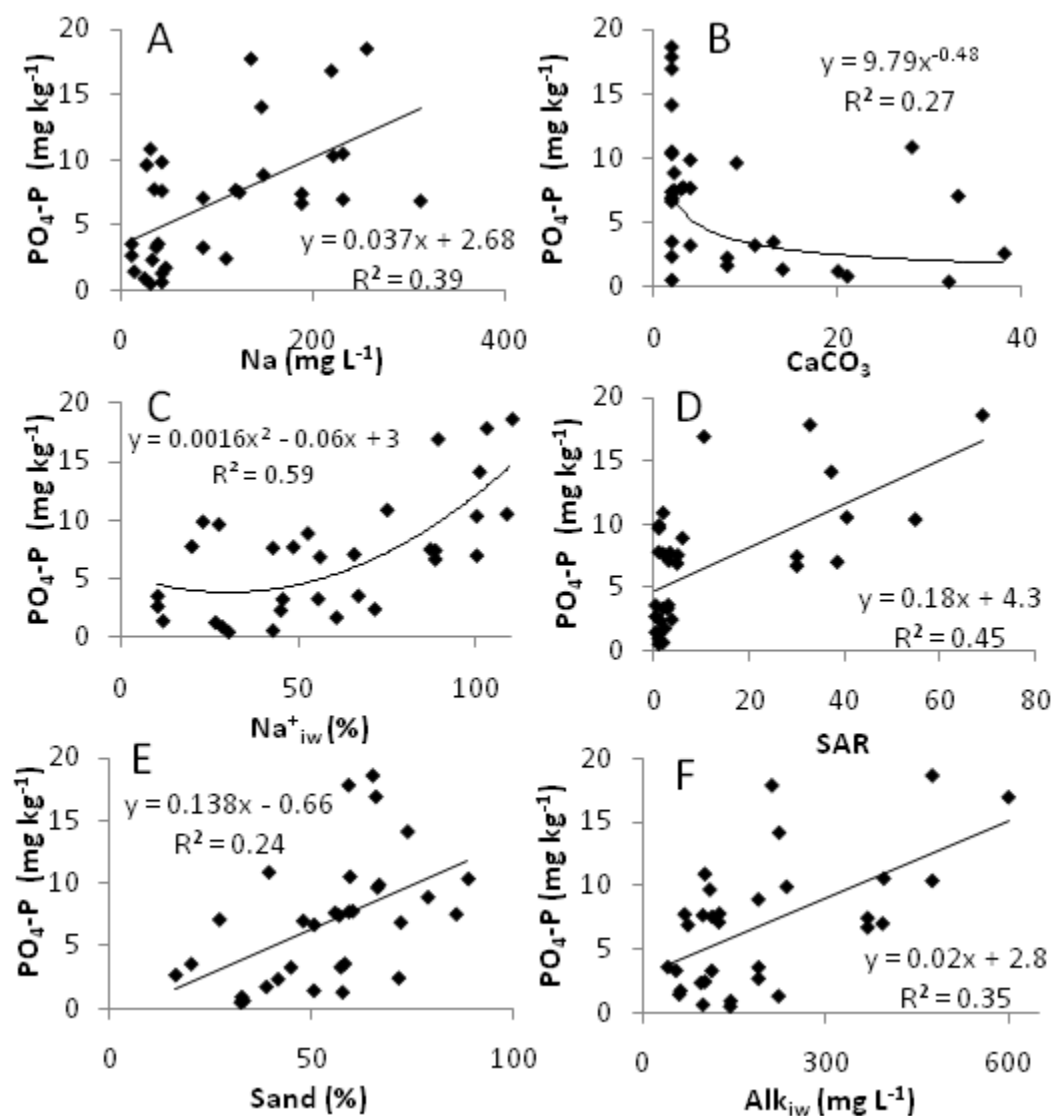 A
PO₄-P (mg kg⁻¹)
20
15
10
5
0
y = 0.037x + 2.68
R² = 0.39
0
200
400
Na (mg L⁻¹)
B
PO₄-P (mg kg⁻¹)
20
15
10
5
0
y = 9.79x⁻⁰·⁴⁸
R² = 0.27
0
20
40
CaCO₃
C
PO₄-P (mg kg⁻¹)
20
15
10
5
0
y = 0.0016x² - 0.06x + 3
R² = 0.59
0
50
100
Na⁺iw (%)
D
PO₄-P (mg kg⁻¹)
20
15
10
5
0
y = 0.18x + 4.3
R² = 0.45
0
20
40
60
80
SAR
E
PO₄-P (mg kg⁻¹)
20
15
10
5
0
y = 0.138x - 0.66
R² = 0.24
0
50
100
Sand (%)
F
PO₄-P (mg kg⁻¹)
20
15
10
5
0
y = 0.02x + 2.8
R² = 0.35
0
300
600
Alkiw (mg L⁻¹)